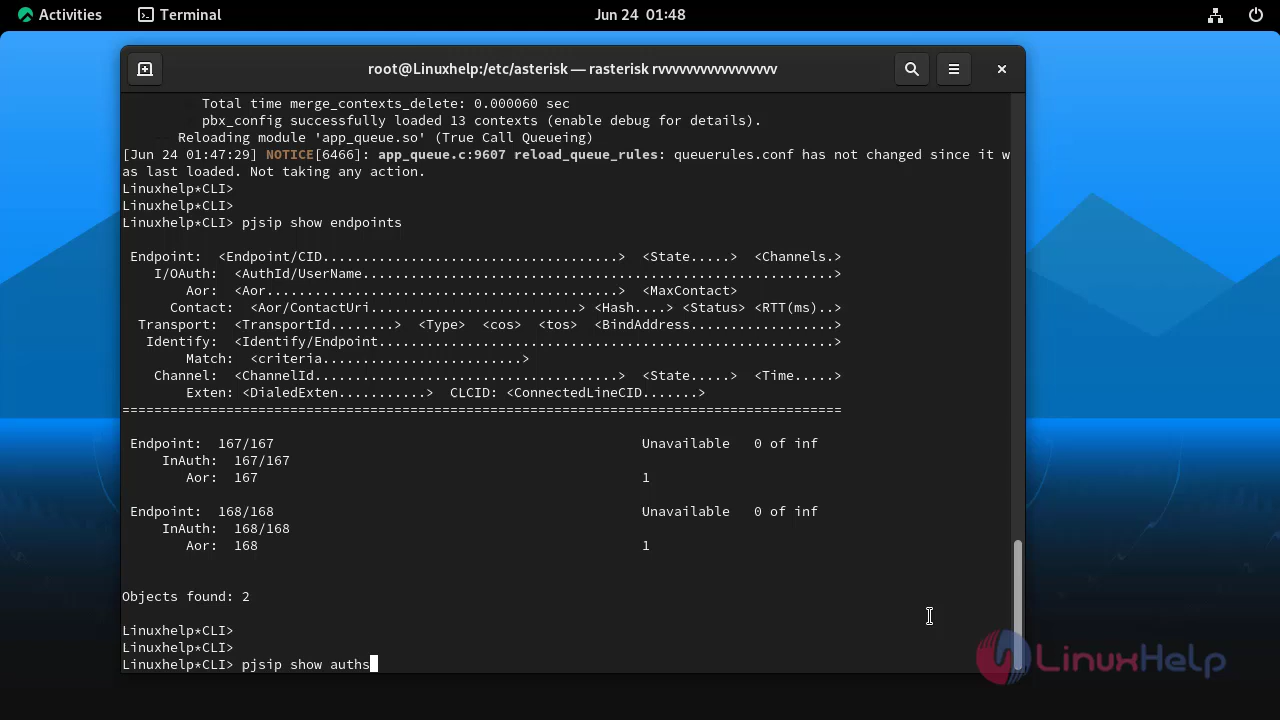 Activities Terminal Jun 24 01:48
root@Linuxhelp:/etc/asterisk — rasterisk rvvvvvvvvvvvvvvv
Total time merge_contexts_delete: 0.000060 sec
pbx_config successfully loaded 13 contexts (enable debug for details).
Reloading module 'app_queue.so' (True Call Queueing)
[Jun 24 01:47:29] NOTICE[6466]: app_queue.c:9607 reload_queue_rules: queuerules.conf has not changed since it w
as last loaded. Not taking any action.
Linuxhelp*CLI>
Linuxhelp*CLI>
Linuxhelp*CLI> pjsip show endpoints
Endpoint:  <Endpoint/CID.....................................>  <State.....>  <Channels.>
I/OAuth:  <AuthId/UserName...........................................................>
Aor:  <Aor............................................>  <MaxContact>
Contact:  <Aor/ContactUri..........................> <Hash....> <Status> <RTT(ms)..>
Transport:  <TransportId........>  <Type>  <cos>  <tos>  <BindAddress..................>
Identify:  <Identify/Endpoint.........................................................>
Match:  <criteria.........................>
Channel:  <ChannelId......................................>  <State.....>  <Time.....>
Exten: <DialedExten...........>  CLCID: <ConnectedLineCID.......>
==========================================================================================
Endpoint:  167/167 Unavailable   0 of inf
InAuth:  167/167
Aor:  167 1
Endpoint:  168/168 Unavailable   0 of inf
InAuth:  168/168
Aor:  168 1
Objects found: 2
Linuxhelp*CLI>
Linuxhelp*CLI>
Linuxhelp*CLI> pjsip show auths
LinuxHelp